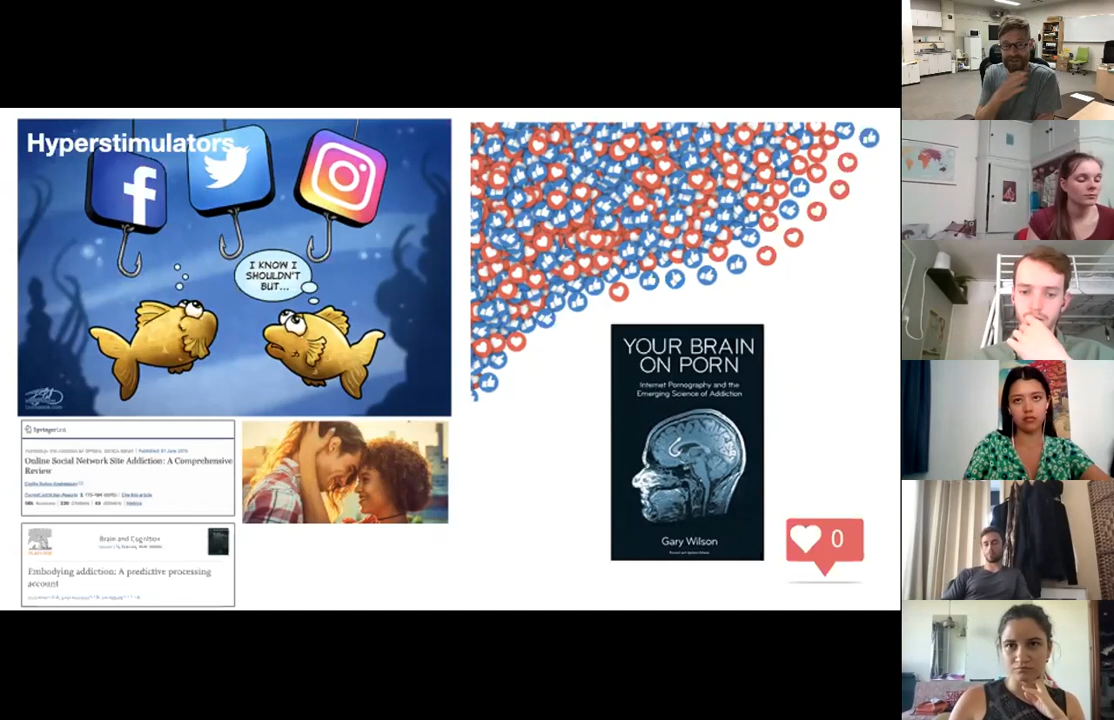 Hyperstimulators
I KNOW I
SHOULDN'T
BUT...
Online Social Network Site Addiction: A Comprehensive
Review
Brain and Cognition
Embodying addiction: A predictive processing
account
YOUR BRAIN
ON PORN
Internet Pornography and the
Emerging Science of Addiction
Gary Wilson
0